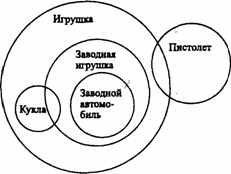 Игрушка
Пистолет
Заводная
игрушка
Заводной
автомо-
биль
Кукла